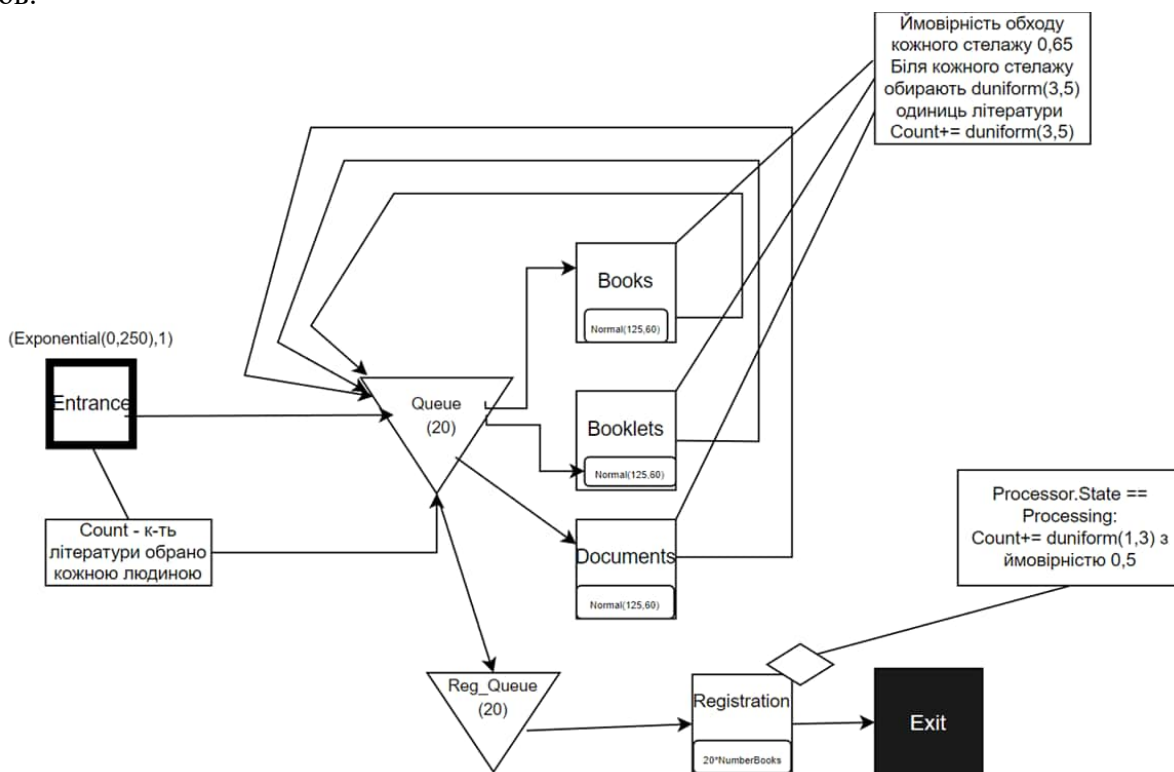 Ймовірність обходу
кожного стелажу 0,65
Біля кожного стелажу
обирають duniform(3,5)
одиниць літератури
Count+= duniform(3,5)
Books
Normal(125,60)
(Exponential(0,250),1)
Entrance
Queue
(20)
Booklets
Normal(125,60)
Count - к-ть
літератури обрано
кожною людиною
Documents
Normal(125,60)
Processor.State ==
Processing:
Count+= duniform(1,3) з
ймовірністю 0,5
Reg_Queue
(20)
Registration
20*NumberBooks
Exit